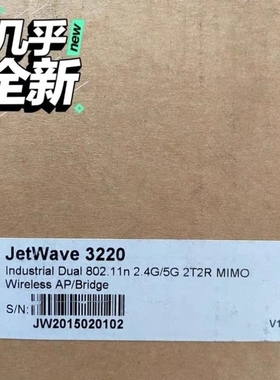 几乎
全新
JetWave 3220
Industrial Dual 802.11n 2.4G/5G 2T2R MIMO
Wireless AP/Bridge
S/N:
JW2015020102
V1